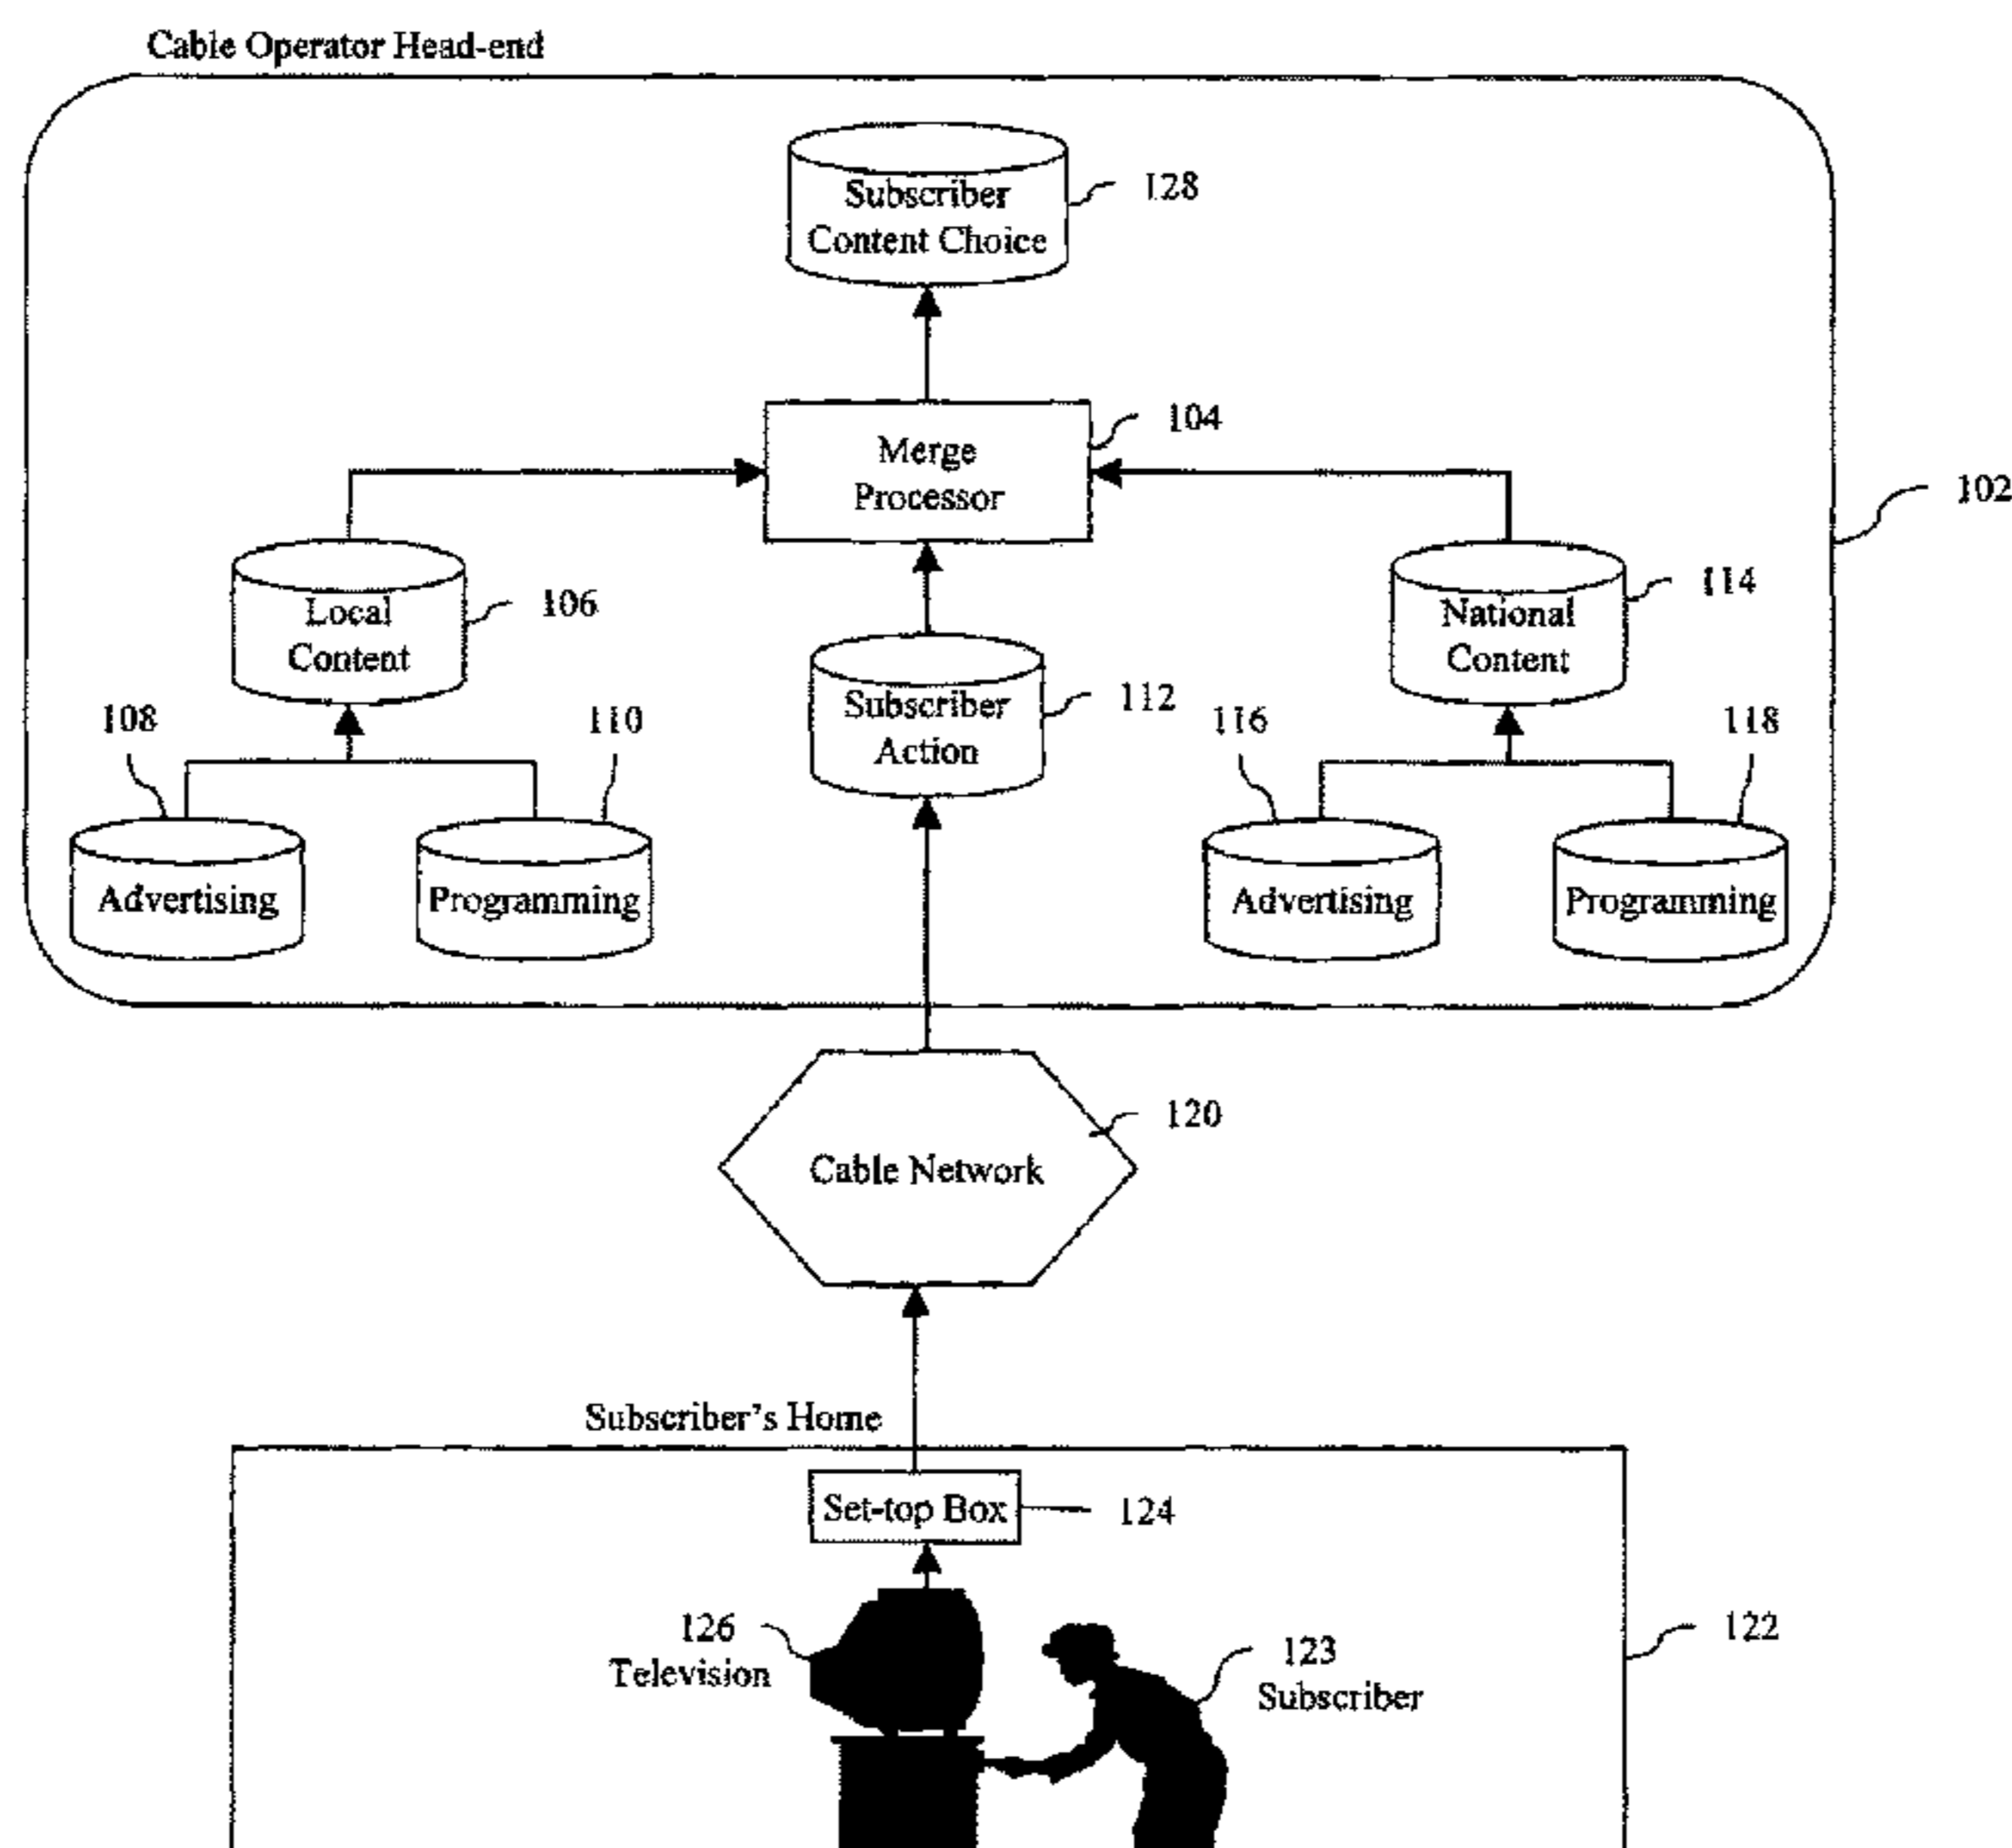 Cable Operator Head-end
Subscriber
Content Choice
128
104
Merge
Processor
102
Local
Content
106
114
National
Content
Subscriber
Action
112
108
110
116
118
Advertising
Programming
Advertising
Programming
120
Cable Network
Subscriber's Home
Set-top Box
124
126
Television
123
Subscriber
122